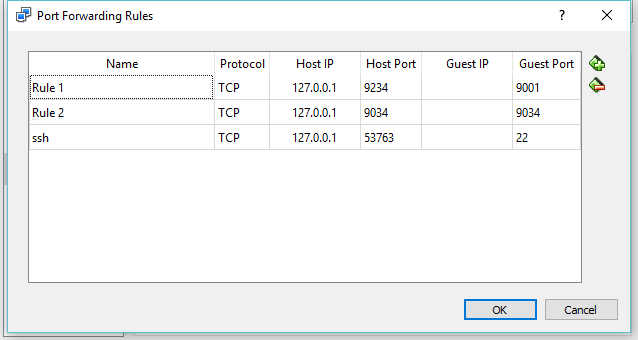 Port Forwarding Rules
?
Name Protocol Host IP Host Port Guest IP Guest Port
Rule 1 TCP 127.0.0.1 9234 9001
Rule 2 TCP 127.0.0.1 9034 9034
ssh TCP 127.0.0.1 53763 22
OK Cancel